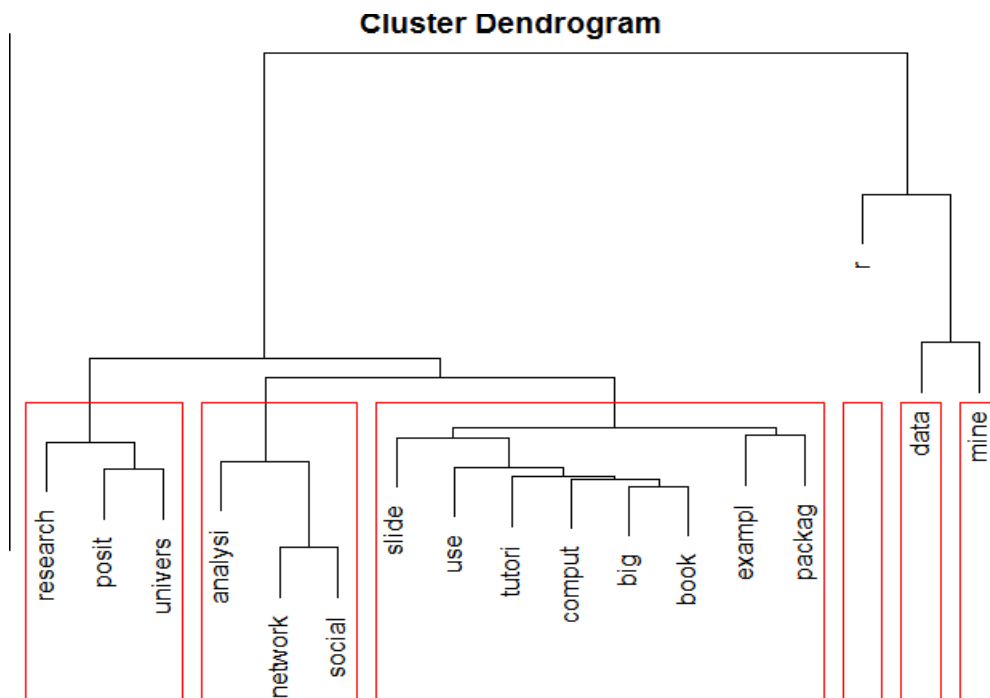 Cluster Dendrogram
r
data
mine
research
posit
univers
analysi
network
social
slide
use
tutori
comput
big
book
exampl
packag